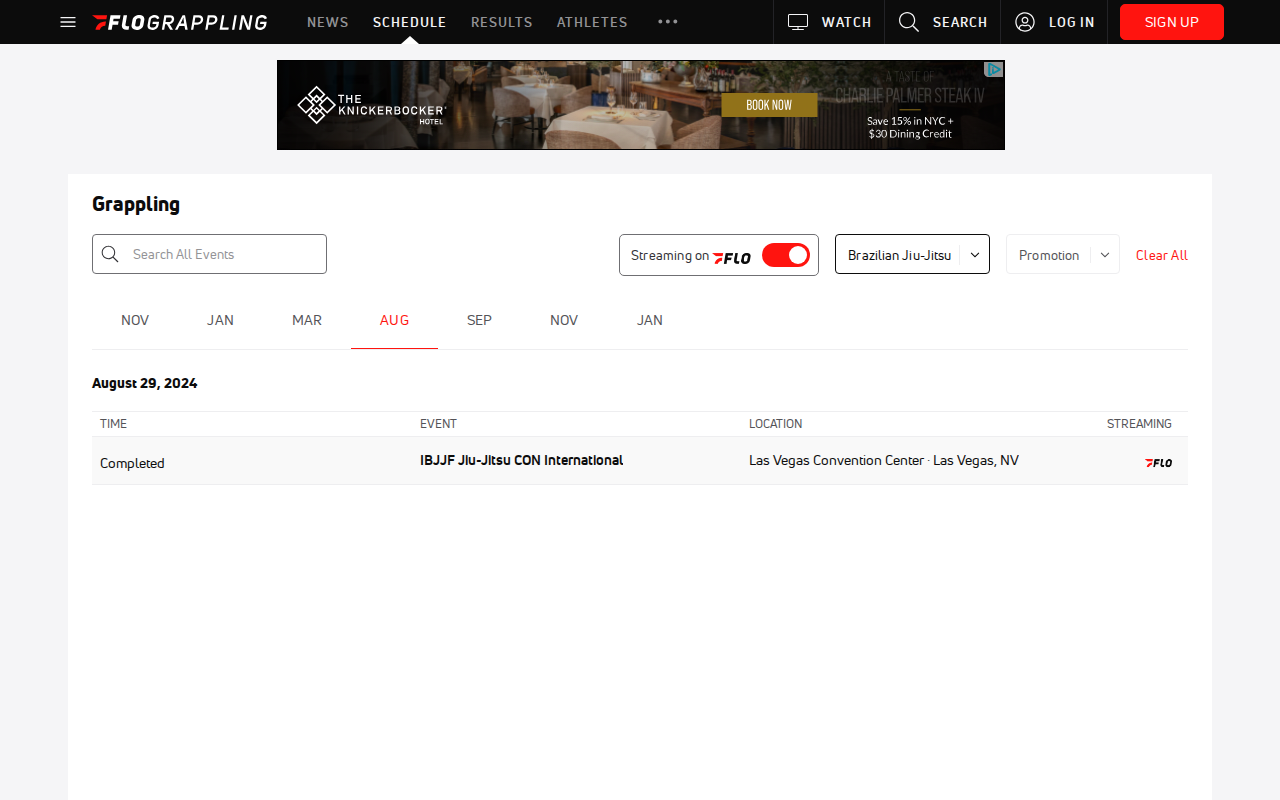 FLOGRAPPLING NEWS SCHEDULE RESULTS ATHLETES WATCH SEARCH LOG IN SIGN UP
THE KNICKERBOCKER HOTEL
BOOK NOW
A TASTE OF
CHARLIE PALMER STEAK IV
Save 15% in NYC +
$30 Dining Credit
Grappling
Search All Events Streaming on FLO Brazilian Jiu-Jitsu Promotion Clear All
NOV JAN MAR AUG SEP NOV JAN
August 29, 2024
TIME EVENT LOCATION STREAMING
Completed IBJJF Jiu-Jitsu CON International Las Vegas Convention Center · Las Vegas, NV FLO